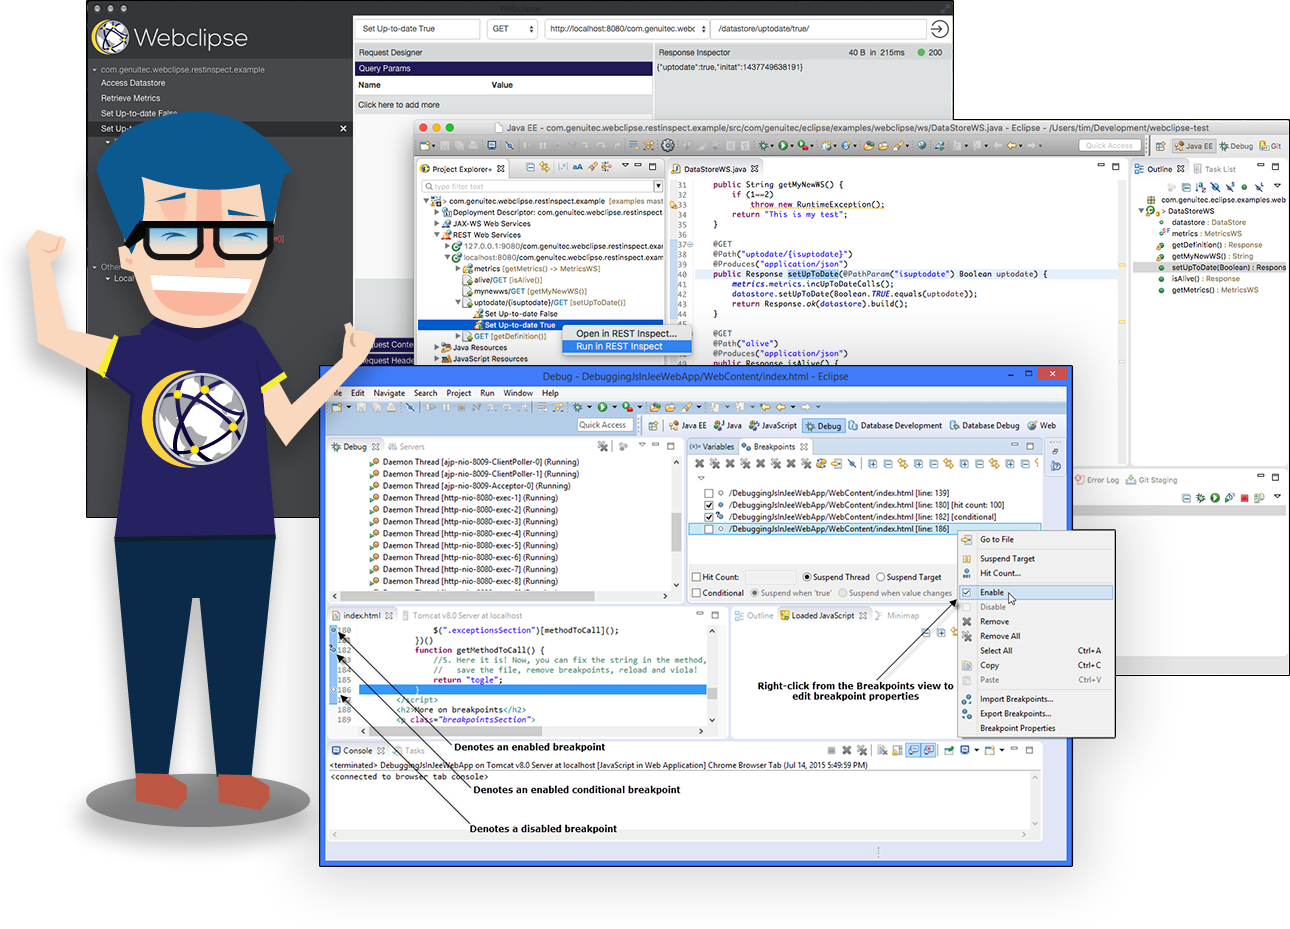 Webclipse
Webclipse
com.genuitec.webclipse.restinspect.example
Access Datastore
Retrieve Metrics
Set Up-to-date False
Set Up-
Other
Local
Set Up-to-date True
GET
http://localhost:8080/com.genuitec.webc
/datastore/uptodate/true/
Request Designer
Query Params
Name Value
Click here to add more
Response Inspector
40 B in 215ms
200
{"uptodate":true,"initat":1437749638191}
equest Conte
equest Heade
Java EE - com.genuitec.webclipse.restinspect.example/src/com/genuitec/eclipse/examples/webclipse/ws/DataStoreWS.java - Eclipse - /Users/tim/Development/webclipse-test
Quick Access
Java EE
Debug
Git
Project Explorer+
type filter text
com.genuitec.webclipse.restinspect.example [examples mast
Deployment Descriptor: com.genuitec.webclipse.restinspect
JAX-WS Web Services
REST Web Services
127.0.0.1:9080/com.genuitec.webclipse.restinspect.exar
localhost:8080/com.genuitec.webclipse.restinspect.exa
metrics [getMetrics() -> MetricsWS]
alive/GET [isAlive()]
mynewws/GET [getMyNewWS()]
uptodate/{isuptodate}/GET [setUpToDate()]
Set Up-to-date False
Set Up-to-date True
GET [getDefinition()]
Java Resources
JavaScript Resources
Open in REST Inspect...
Run in REST Inspect
DataStoreWS.java
31 public String getMyNewWS() {
32 if (1==2)
33 throw new RuntimeException();
34 return "This is my test";
35 }
36
37 @GET
38 @Path("uptodate/{isuptodate}")
39 @Produces("application/json")
40 public Response setUpToDate(@PathParam("isuptodate") Boolean uptodate) {
41 metrics.metrics.incUpToDateCalls();
42 datastore.setUpToDate(Boolean.TRUE.equals(uptodate));
43 return Response.ok(datastore).build();
44 }
@GET
@Path("alive")
@Produces("application/json")
public Response isAlive() {
Outline
Task List
com.genuitec.eclipse.examples.web
DataStoreWS
datastore : DataStore
metrics : MetricsWS
getDefinition() : Response
getMyNewWS() : Response
setUpToDate(Boolean) : Respons
isAlive() : Response
getMetrics() : MetricsWS
Error Log
Git Staging
Debug - DebuggingJsInJeeWebApp/WebContent/index.html - Eclipse
le Edit Navigate Search Project Run Window Help
Quick Access
Java EE
Java
JavaScript
Debug
Database Development
Database Debug
Web
Debug
Servers
Daemon Thread [ajp-nio-8009-ClientPoller-0] (Running)
Daemon Thread [ajp-nio-8009-ClientPoller-1] (Running)
Daemon Thread [ajp-nio-8009-Acceptor-0] (Running)
Daemon Thread [http-nio-8080-exec-1] (Running)
Daemon Thread [http-nio-8080-exec-2] (Running)
Daemon Thread [http-nio-8080-exec-3] (Running)
Daemon Thread [http-nio-8080-exec-4] (Running)
Daemon Thread [http-nio-8080-exec-5] (Running)
Daemon Thread [http-nio-8080-exec-6] (Running)
Daemon Thread [http-nio-8080-exec-7] (Running)
Daemon Thread [http-nio-8080-exec-8] (Running)
(x)= Variables
Breakpoints
/DebuggingJsInJeeWebApp/WebContent/index.html [line: 139]
/DebuggingJsInJeeWebApp/WebContent/index.html [line: 180] [hit count: 100]
/DebuggingJsInJeeWebApp/WebContent/index.html [line: 182] [conditional]
/DebuggingJsInJeeWebApp/WebContent/index.html [line: 186]
Hit Count:
Suspend Thread
Suspend Target
Conditional
Suspend when 'true'
Suspend when value changes
Go to File
Suspend Target
Hit Count...
Enable
Disable
Remove
Remove All
Select All Ctrl+A
Copy Ctrl+C
Paste Ctrl+V
Import Breakpoints...
Export Breakpoints...
Breakpoint Properties
index.html
Tomcat v8.0 Server at localhost
180 $(".exceptionsSection")[methodToCall]();
})()
182 function getMethodToCall() {
183 //5. Here it is! Now, you can fix the string in the method,
184 // save the file, remove breakpoints, reload and viola!
185 return "togle";
186 }
</script>
188 <h2>More on breakpoints</h2>
189 <p class="breakpointsSection">
Outline
Loaded JavaScript
Minimap
Right-click from the Breakpoints view to
edit breakpoint properties
Denotes an enabled breakpoint
Console
Tasks
<terminated> DebuggingJsInJeeWebApp on Tomcat v8.0 Server at localhost [JavaScript in Web Application] Chrome Browser Tab (Jul 14, 2015 5:49:59 PM)
<connected to browser tab console>
Denotes an enabled conditional breakpoint
Denotes a disabled breakpoint